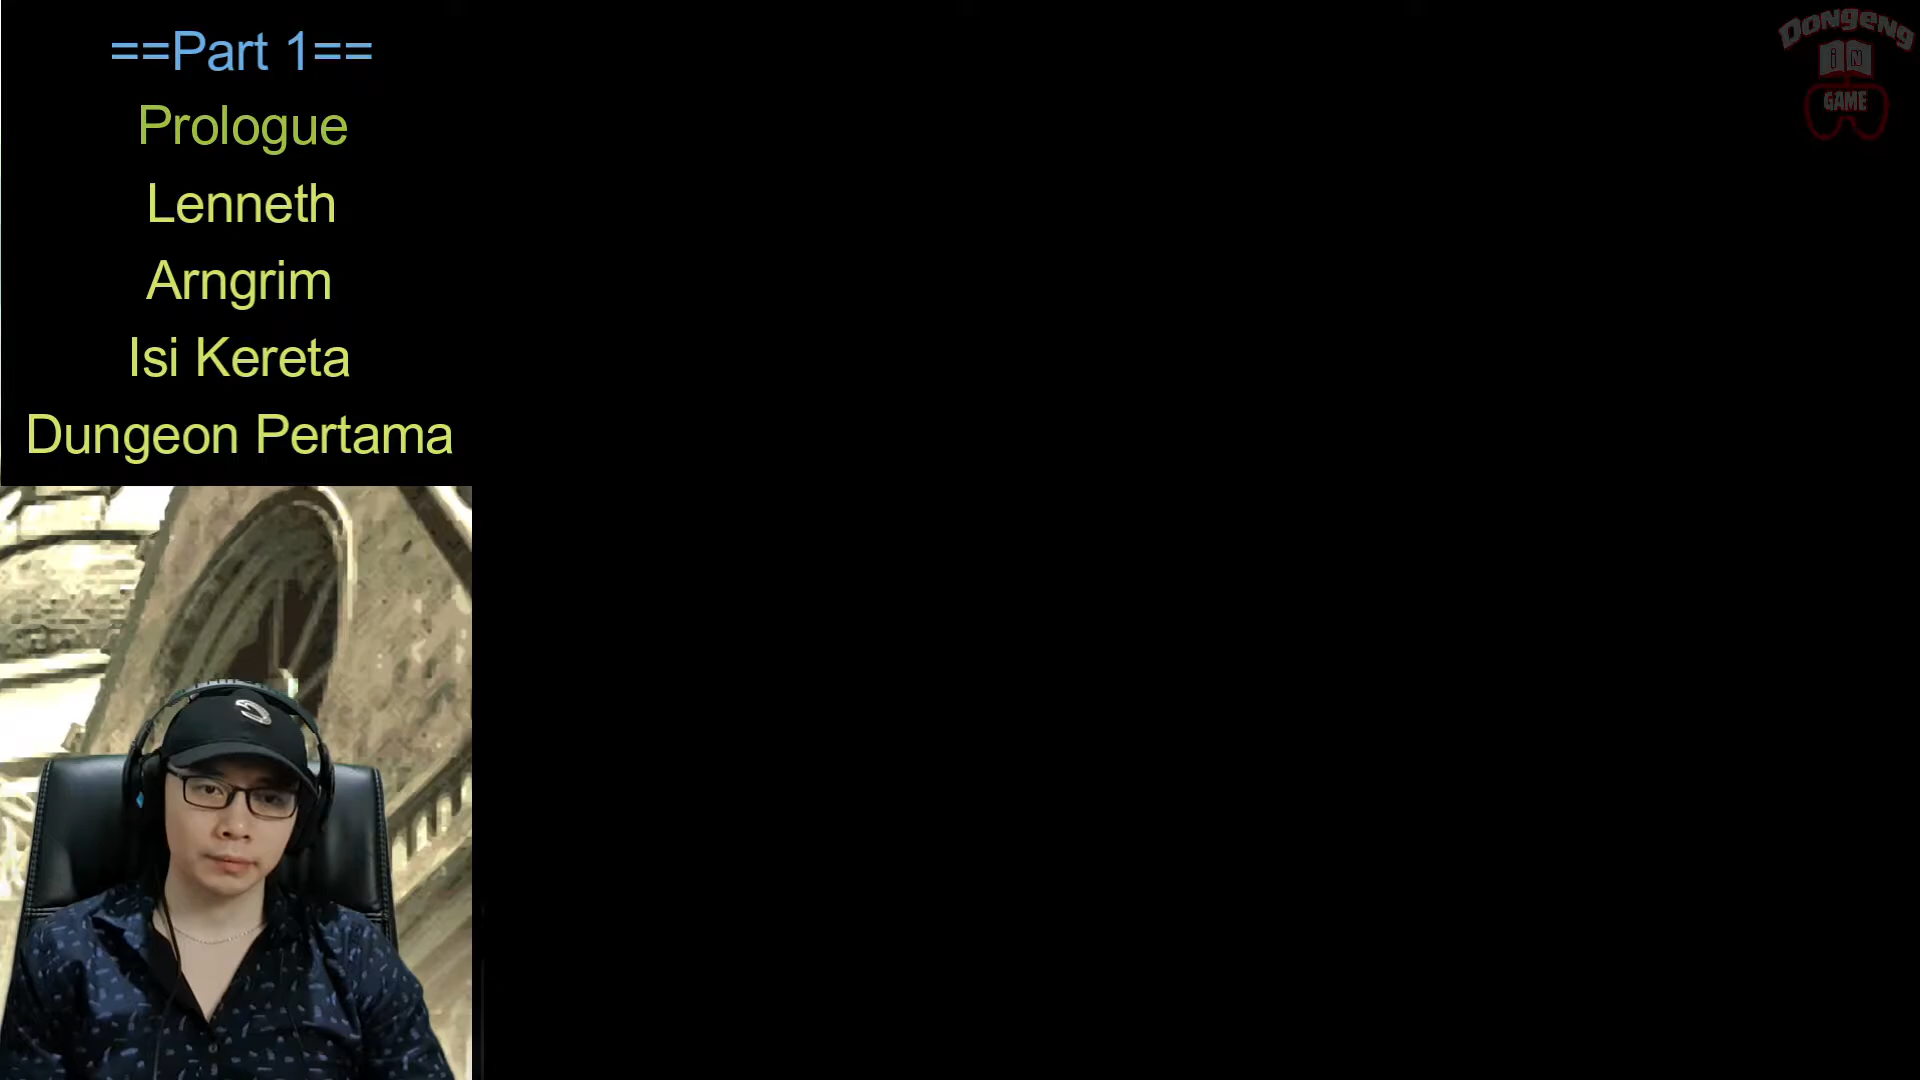 ==Part 1==
Prologue
Lenneth
Arngrim
Isi Kereta
Dungeon Pertama
DONGENG
iN
GAME